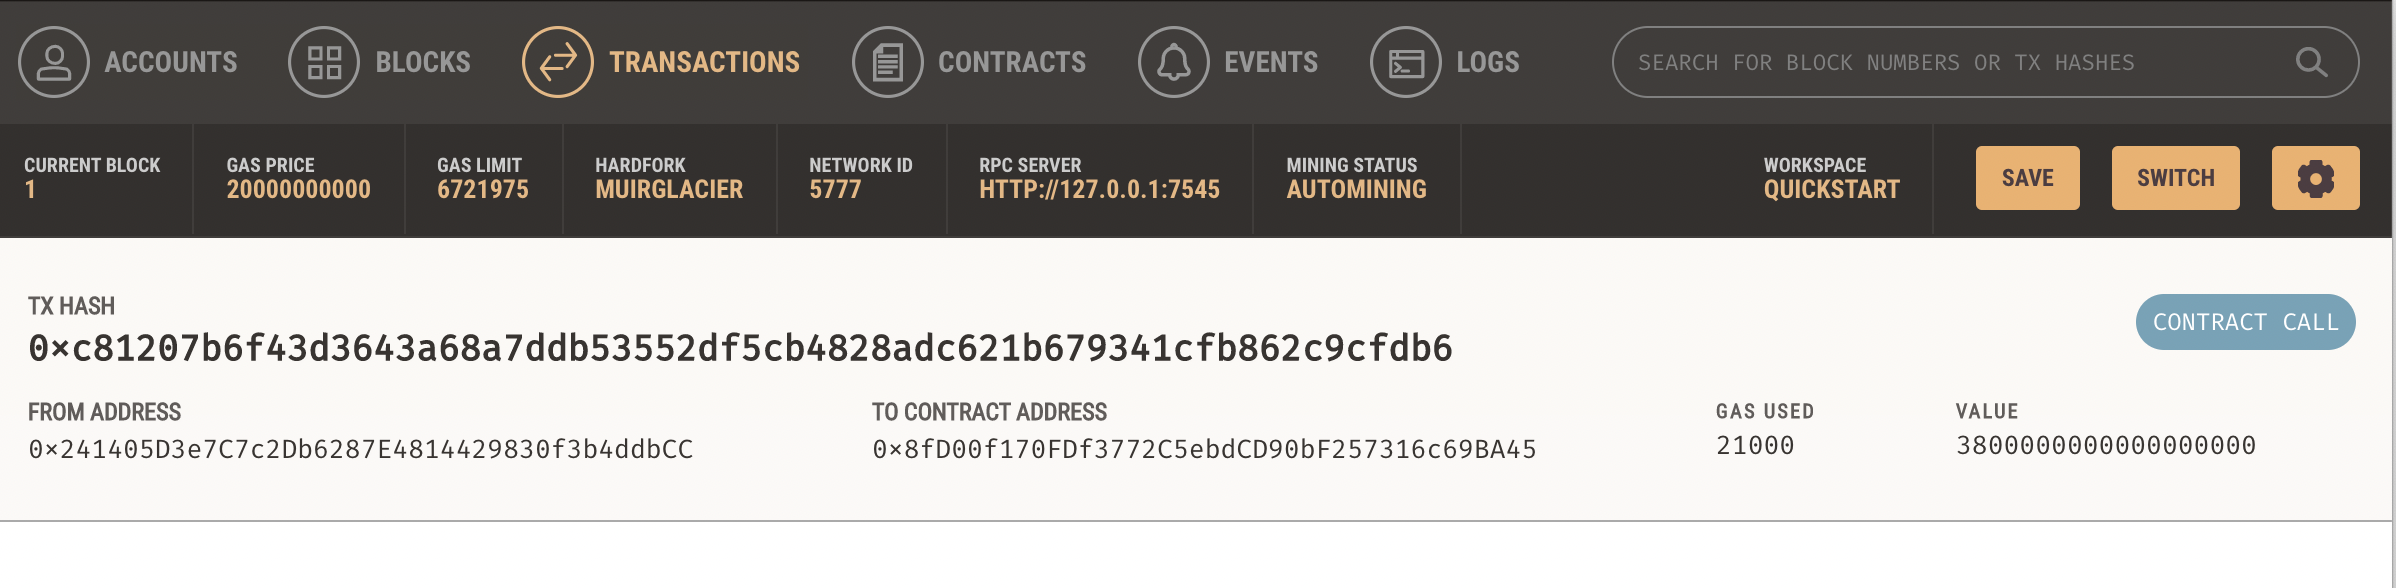 ACCOUNTS BLOCKS TRANSACTIONS CONTRACTS EVENTS LOGS SEARCH FOR BLOCK NUMBERS OR TX HASHES
CURRENT BLOCK GAS PRICE GAS LIMIT HARDFORK NETWORK ID RPC SERVER MINING STATUS WORKSPACE
1 20000000000 6721975 MUIRGLACIER 5777 HTTP://127.0.0.1:7545 AUTOMINING QUICKSTART SAVE SWITCH
TX HASH
0×c81207b6f43d3643a68a7ddb53552df5cb4828adc621b679341cfb862c9cfdb6 CONTRACT CALL
FROM ADDRESS TO CONTRACT ADDRESS GAS USED VALUE
0×241405D3e7C7c2Db6287E4814429830f3b4ddbCC 0×8fD00f170FDf3772C5ebdCD90bF257316c69BA45 21000 3800000000000000000